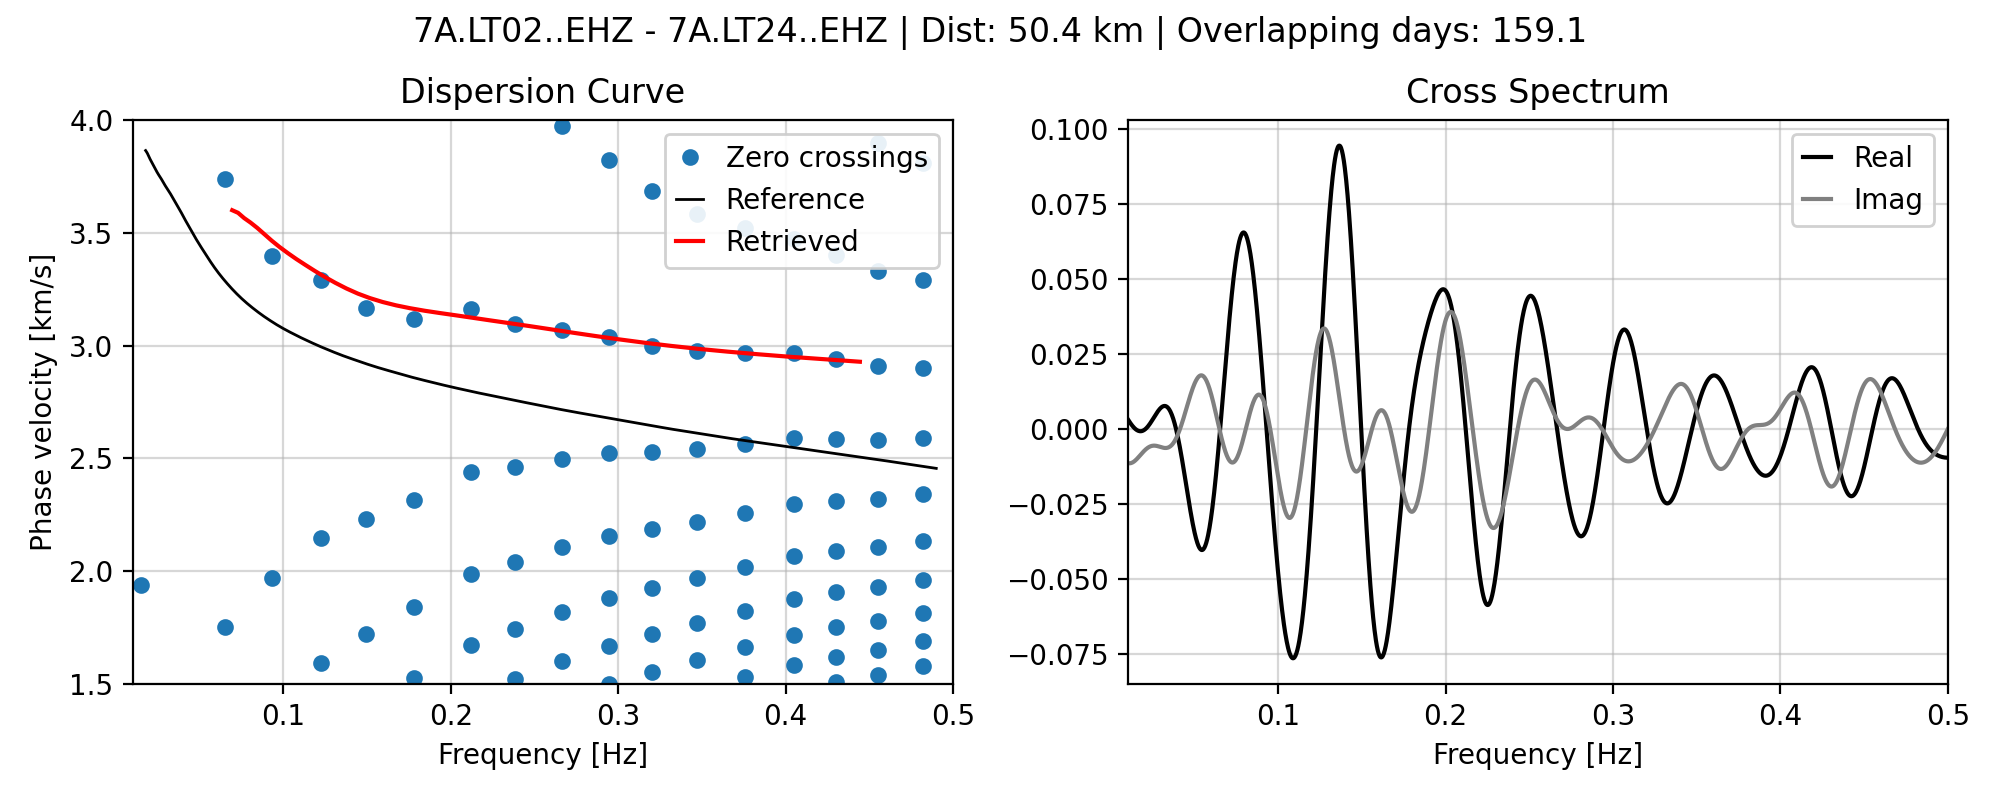 7A.LT02..EHZ - 7A.LT24..EHZ | Dist: 50.4 km | Overlapping days: 159.1
Dispersion Curve
4.0
3.5
3.0
2.5
2.0
1.5
Phase velocity [km/s]
Zero crossings
Reference
Retrieved
0.1 0.2 0.3 0.4 0.5
Frequency [Hz]
Cross Spectrum
0.100
0.075
0.050
0.025
0.000
−0.025
−0.050
−0.075
Real
Imag
0.1 0.2 0.3 0.4 0.5
Frequency [Hz]